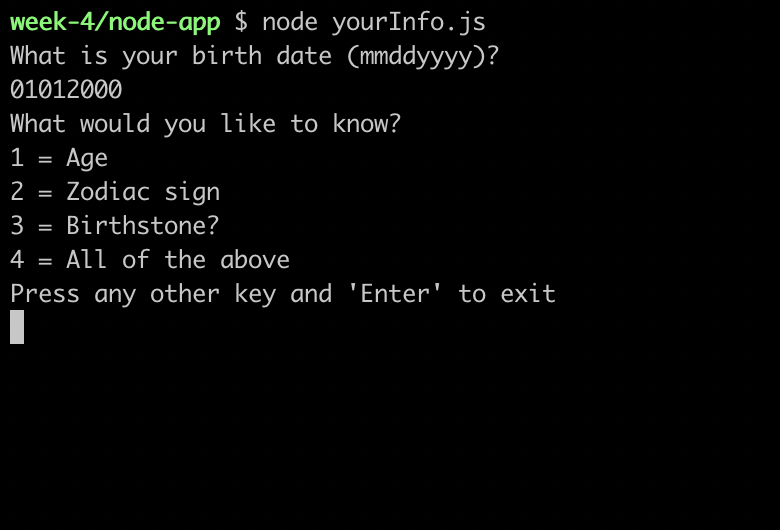 week-4/node-app $ node yourInfo.js
What is your birth date (mmddyyyy)?
01012000
What would you like to know?
1 = Age
2 = Zodiac sign
3 = Birthstone?
4 = All of the above
Press any other key and 'Enter' to exit